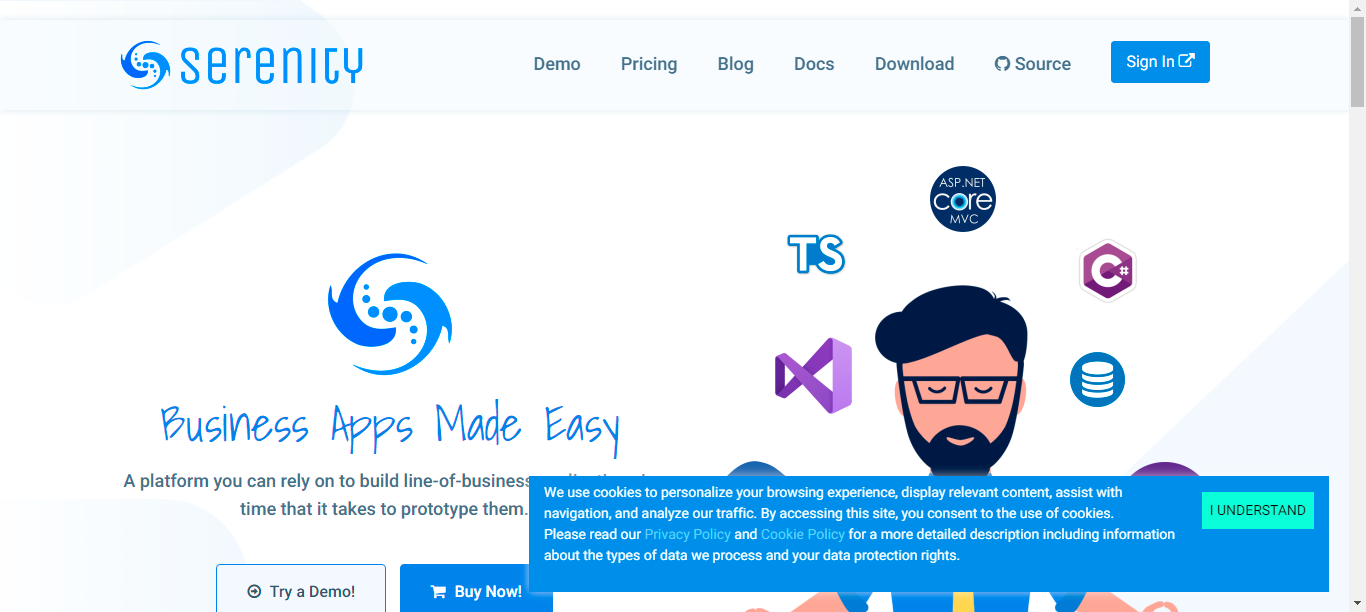 serenity
Demo
Pricing
Blog
Docs
Download
Source
Sign In
ASP.NET
core
MVC
TS
C#
Business Apps Made Easy
A platform you can rely on to build line-of-business
time that it takes to prototype them.
Try a Demo!
Buy Now!
We use cookies to personalize your browsing experience, display relevant content, assist with
navigation, and analyze our traffic. By accessing this site, you consent to the use of cookies.
Please read our Privacy Policy and Cookie Policy for a more detailed description including information
about the types of data we process and your data protection rights.
I UNDERSTAND